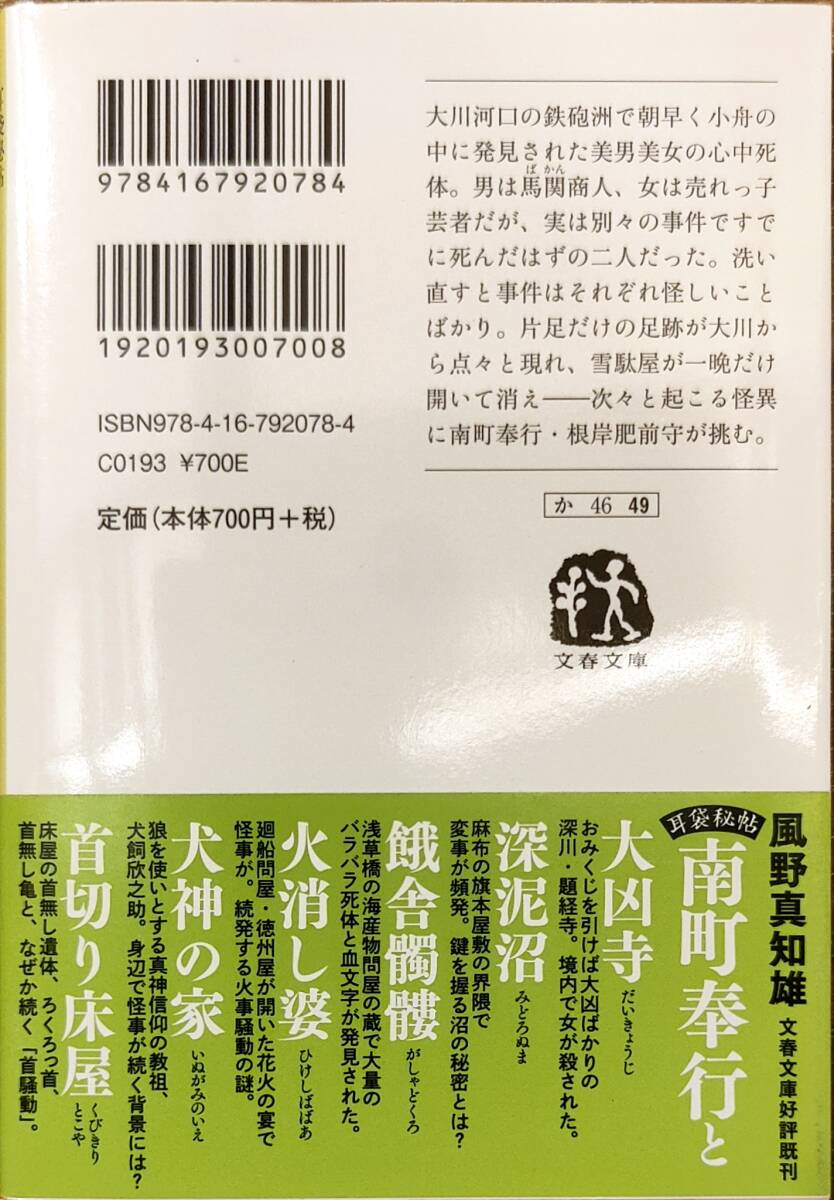 9784167920784
1920193007008
ISBN978-4-16-792078-4
C0193 ¥700E
定価(本体700円+税)
大川河口の鉄砲洲で朝早く小舟の
中に発見された美男美女の心中死
体。男は馬関商人、女は売れっ子
ばかん
芸者だが、実は別々の事件ですで
に死んだはずの二人だった。洗い
直すと事件はそれぞれ怪しいこと
ばかり。片足だけの足跡が大川か
ら点々と現れ、雪駄屋が一晩だけ
開いて消え――次々と起こる怪異
に南町奉行・根岸肥前守が挑む。
か 46 49
文春文庫
風野真知雄 文春文庫好評既刊
耳袋秘帖 南町奉行と
大凶寺 だいきょうじ
おみくじを引けば大凶ばかりの
深川・題経寺。境内で女が殺された。
深泥沼 みどろぬま
麻布の旗本屋敷の界隈で
変事が頻発。鍵を握る沼の秘密とは?
餓舎髑髏 がしゃどくろ
浅草橋の海産物問屋の蔵で大量の
バラバラ死体と血文字が発見された。
火消し婆 ひけしばばあ
廻船問屋・徳州屋が開いた花火の宴で
怪事が。続発する火事騒動の謎。
犬神の家 いぬがみのいえ
狼を使いとする真神信仰の教祖、
犬飼欣之助。身辺で怪事が続く背景には?
首切り床屋 くびきりとこや
床屋の首無し遺体、ろくろっ首、
首無し亀と、なぜか続く「首騒動」。